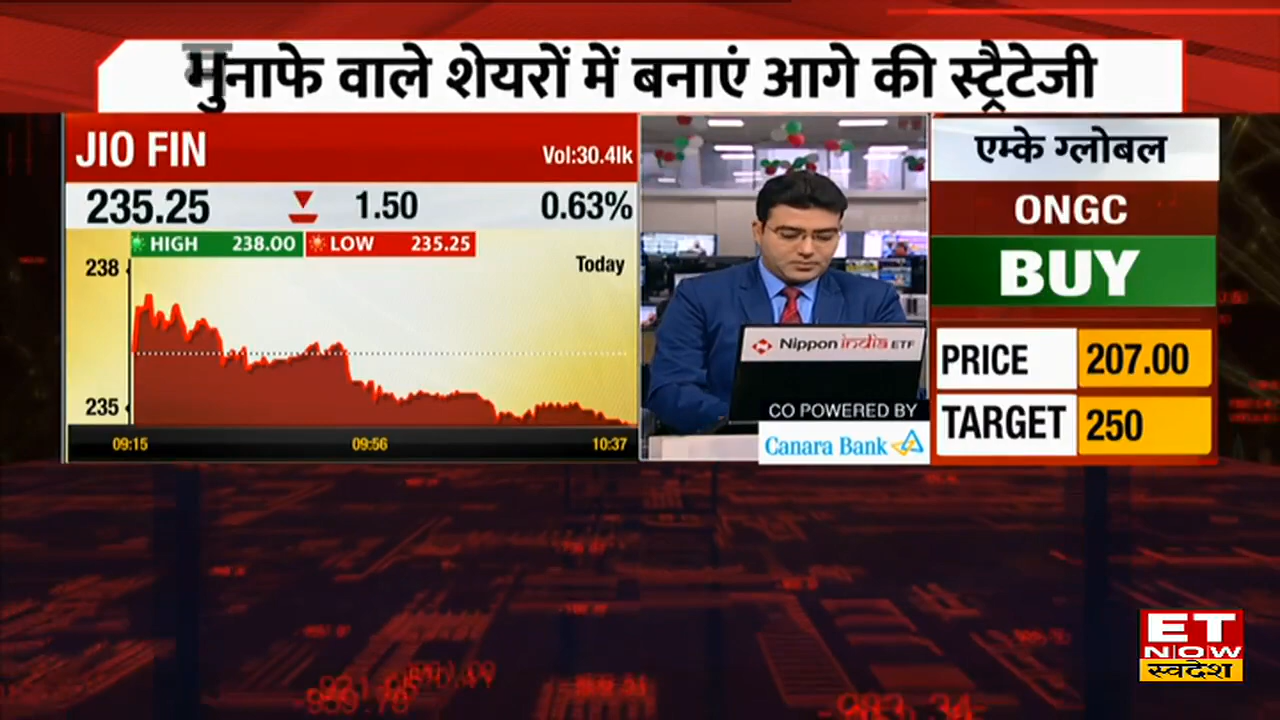 मुनाफे वाले शेयरों में बनाएं आगे की स्ट्रैटेजी
JIO FIN
Vol:30.4lk
235.25 1.50 0.63%
HIGH 238.00 LOW 235.25
Today
238
235
09:15 09:56 10:37
Nippon india ETF
CO POWERED BY
Canara Bank
एम्के ग्लोबल
ONGC
BUY
PRICE 207.00
TARGET 250
ET
NOW
स्वदेश